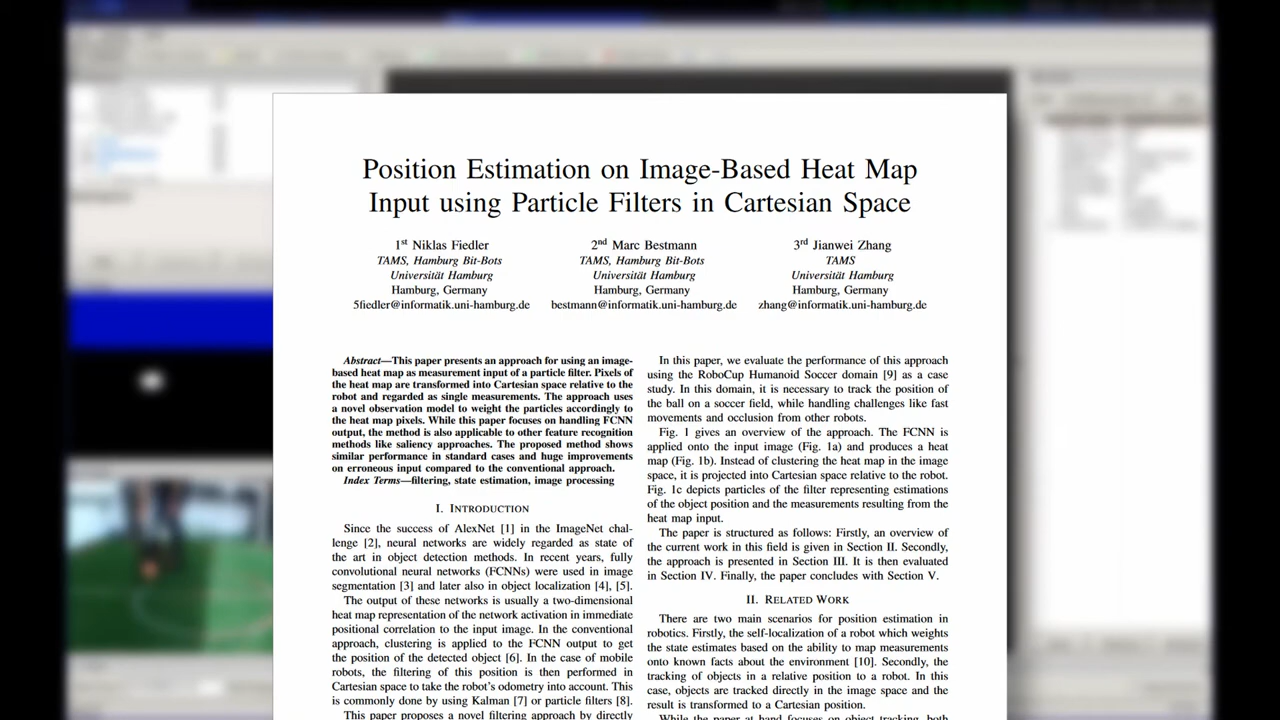 Position Estimation on Image-Based Heat Map
Input using Particle Filters in Cartesian Space
1st Niklas Fiedler
TAMS, Hamburg Bit-Bots
Universität Hamburg
Hamburg, Germany
5fiedler@informatik.uni-hamburg.de
2nd Marc Bestmann
TAMS, Hamburg Bit-Bots
Universität Hamburg
Hamburg, Germany
bestmann@informatik.uni-hamburg.de
3rd Jianwei Zhang
TAMS
Universität Hamburg
Hamburg, Germany
zhang@informatik.uni-hamburg.de
Abstract—This paper presents an approach for using an image-
based heat map as measurement input of a particle filter. Pixels of
the heat map are transformed into Cartesian space relative to the
robot and regarded as single measurements. The approach uses
a novel observation model to weight the particles accordingly to
the heat map pixels. While this paper focuses on handling FCNN
output, the method is also applicable to other feature recognition
methods like saliency approaches. The proposed method shows
similar performance in standard cases and huge improvements
on erroneous input compared to the conventional approach.
Index Terms—filtering, state estimation, image processing
I. INTRODUCTION
Since the success of AlexNet [1] in the ImageNet chal-
lenge [2], neural networks are widely regarded as state of
the art in object detection methods. In recent years, fully
convolutional neural networks (FCNNs) were used in image
segmentation [3] and later also in object localization [4], [5].
The output of these networks is usually a two-dimensional
heat map representation of the network activation in immediate
positional correlation to the input image. In the conventional
approach, clustering is applied to the FCNN output to get
the position of the detected object [6]. In the case of mobile
robots, the filtering of this position is then performed in
Cartesian space to take the robot's odometry into account. This
is commonly done by using Kalman [7] or particle filters [8].
This paper proposes a novel filtering approach by directly
In this paper, we evaluate the performance of this approach
using the RoboCup Humanoid Soccer domain [9] as a case
study. In this domain, it is necessary to track the position of
the ball on a soccer field, while handling challenges like fast
movements and occlusion from other robots.
Fig. 1 gives an overview of the approach. The FCNN is
applied onto the input image (Fig. 1a) and produces a heat
map (Fig. 1b). Instead of clustering the heat map in the image
space, it is projected into Cartesian space relative to the robot.
Fig. 1c depicts particles of the filter representing estimations
of the object position and the measurements resulting from the
heat map input.
The paper is structured as follows: Firstly, an overview of
the current work in this field is given in Section II. Secondly,
the approach is presented in Section III. It is then evaluated
in Section IV. Finally, the paper concludes with Section V.
II. RELATED WORK
There are two main scenarios for position estimation in
robotics. Firstly, the self-localization of a robot which weights
the state estimates based on the ability to map measurements
onto known facts about the environment [10]. Secondly, the
tracking of objects in a relative position to a robot. In this
case, objects are tracked directly in the image space and the
result is transformed to a Cartesian position.
While the paper at hand focuses on object tracking, both